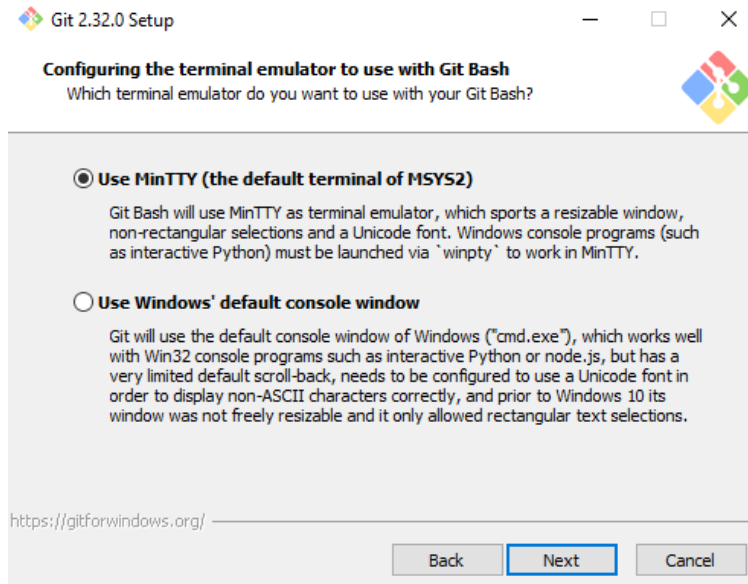 Git 2.32.0 Setup
Configuring the terminal emulator to use with Git Bash
Which terminal emulator do you want to use with your Git Bash?
Use MinTTY (the default terminal of MSYS2)
Git Bash will use MinTTY as terminal emulator, which sports a resizable window,
non-rectangular selections and a Unicode font. Windows console programs (such
as interactive Python) must be launched via `winpty` to work in MinTTY.
Use Windows' default console window
Git will use the default console window of Windows ("cmd.exe"), which works well
with Win32 console programs such as interactive Python or node.js, but has a
very limited default scroll-back, needs to be configured to use a Unicode font in
order to display non-ASCII characters correctly, and prior to Windows 10 its
window was not freely resizable and it only allowed rectangular text selections.
https://gitforwindows.org/
Back Next Cancel